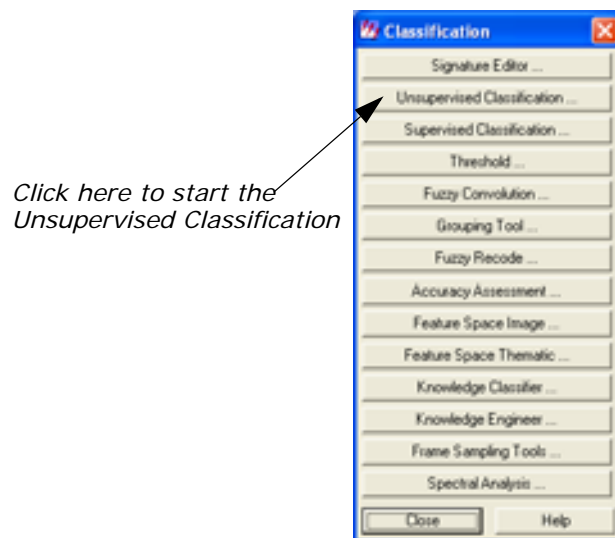 Classification
Signature Editor ...
Unsupervised Classification ...
Supervised Classification ...
Threshold ...
Fuzzy Convolution ...
Grouping Tool ...
Fuzzy Recode ...
Accuracy Assessment ...
Feature Space Image ...
Feature Space Thematic ...
Knowledge Classifier ...
Knowledge Engineer ...
Frame Sampling Tools ...
Spectral Analysis ...
Close Help
Click here to start the
Unsupervised Classification